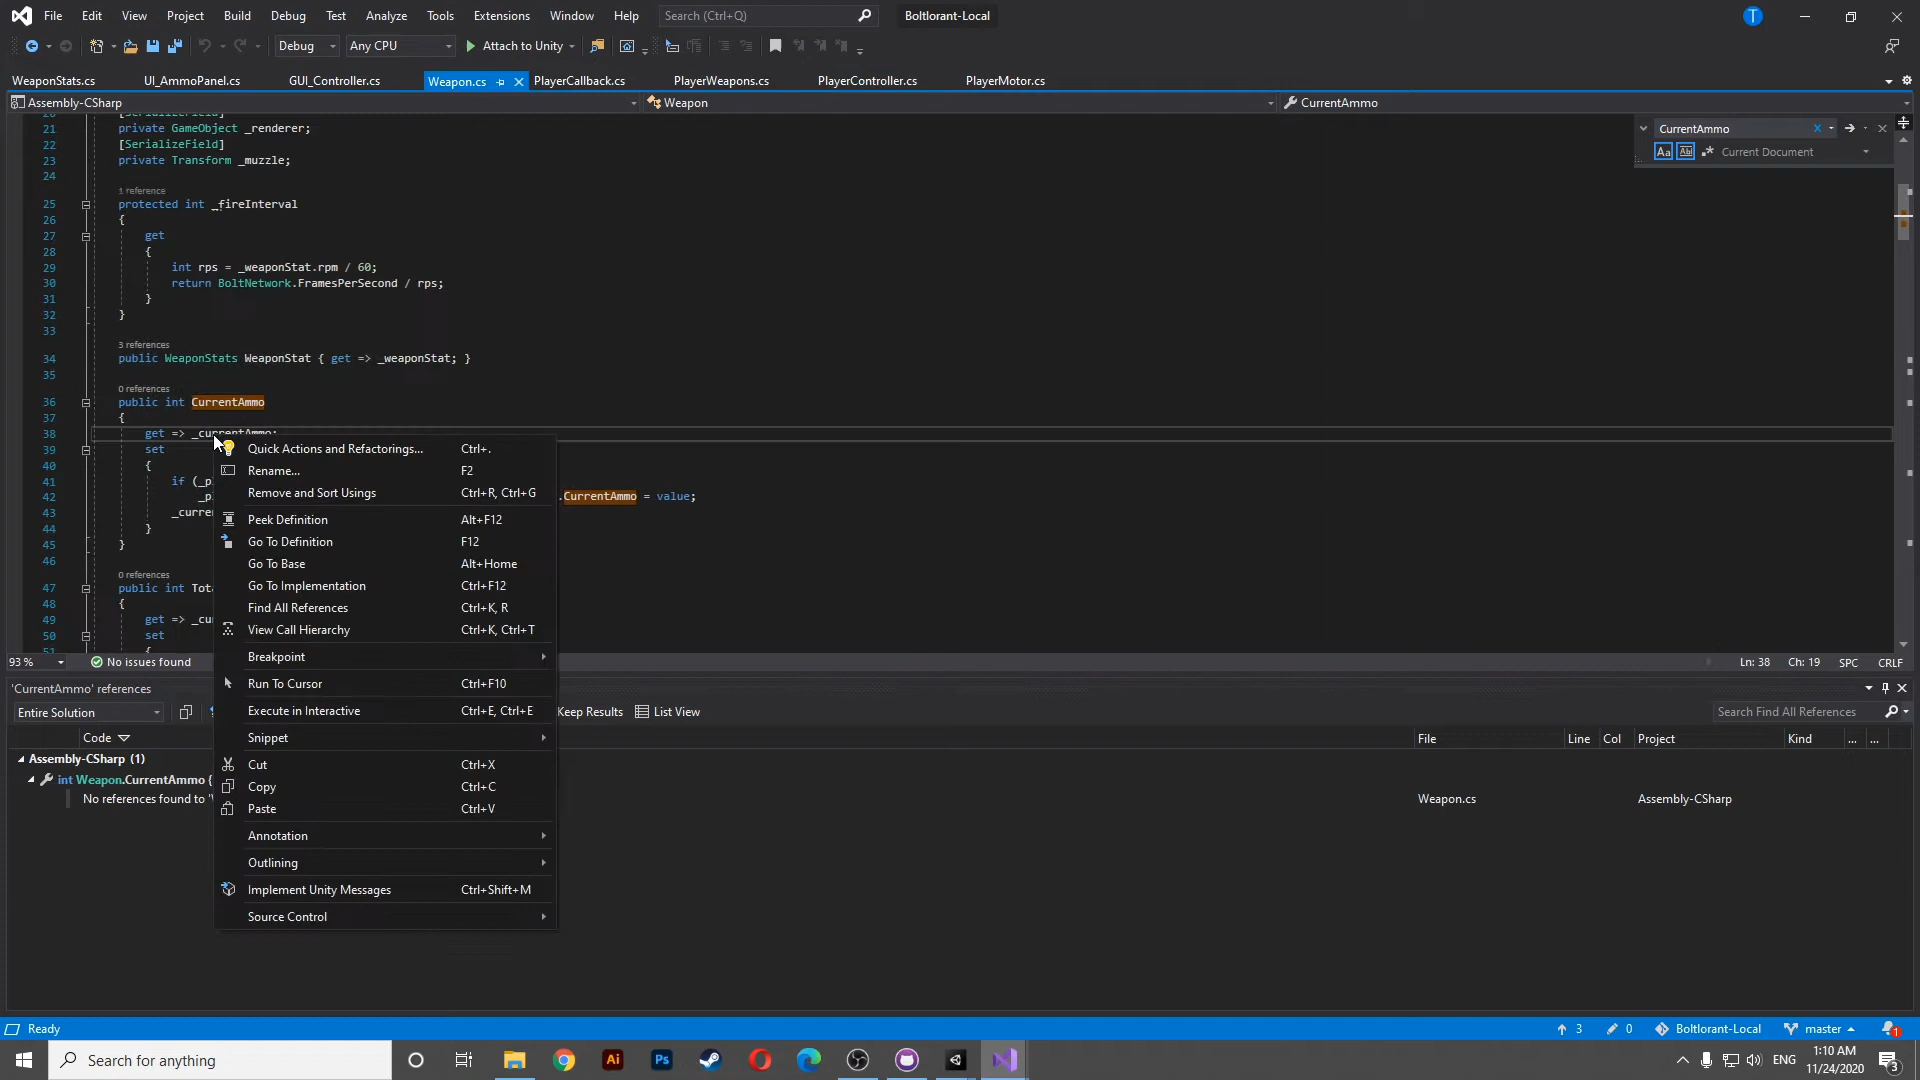 File Edit View Project Build Debug Test Analyze Tools Extensions Window Help Search (Ctrl+Q) Boltlorant-Local T
Debug Any CPU Attach to Unity
WeaponStats.cs UI_AmmoPanel.cs GUI_Controller.cs Weapon.cs PlayerCallback.cs PlayerWeapons.cs PlayerController.cs PlayerMotor.cs
Assembly-CSharp Weapon CurrentAmmo
20 [SerializeField]
21 private GameObject _renderer;
22 [SerializeField]
23 private Transform _muzzle;
24
1 reference
25 protected int _fireInterval
26 {
27 get
28 {
29 int rps = _weaponStat.rpm / 60;
30 return BoltNetwork.FramesPerSecond / rps;
31 }
32 }
33
3 references
34 public WeaponStats WeaponStat { get => _weaponStat; }
35
0 references
36 public int CurrentAmmo
37 {
38 get => _currentAmmo;
39 set
40 {
41 if (_p
42 _p .CurrentAmmo = value;
43 _curre
44 }
45 }
46
0 references
47 public int Tota
48 {
49 get => _cu
50 set
51 {
CurrentAmmo
Aa Current Document
Quick Actions and Refactorings... Ctrl+.
Rename... F2
Remove and Sort Usings Ctrl+R, Ctrl+G
Peek Definition Alt+F12
Go To Definition F12
Go To Base Alt+Home
Go To Implementation Ctrl+F12
Find All References Ctrl+K, R
View Call Hierarchy Ctrl+K, Ctrl+T
Breakpoint
Run To Cursor Ctrl+F10
Execute in Interactive Ctrl+E, Ctrl+E
Snippet
Cut Ctrl+X
Copy Ctrl+C
Paste Ctrl+V
Annotation
Outlining
Implement Unity Messages Ctrl+Shift+M
Source Control
93 % No issues found Ln: 38 Ch: 19 SPC CRLF
'CurrentAmmo' references
Entire Solution Keep Results List View Search Find All References
Code File Line Col Project Kind ... ...
Assembly-CSharp (1)
int Weapon.CurrentAmmo {
No references found to ' Weapon.cs Assembly-CSharp
Ready 3 0 Boltlorant-Local master 1
Search for anything Ai Ps ENG 1:10 AM
11/24/2020 3